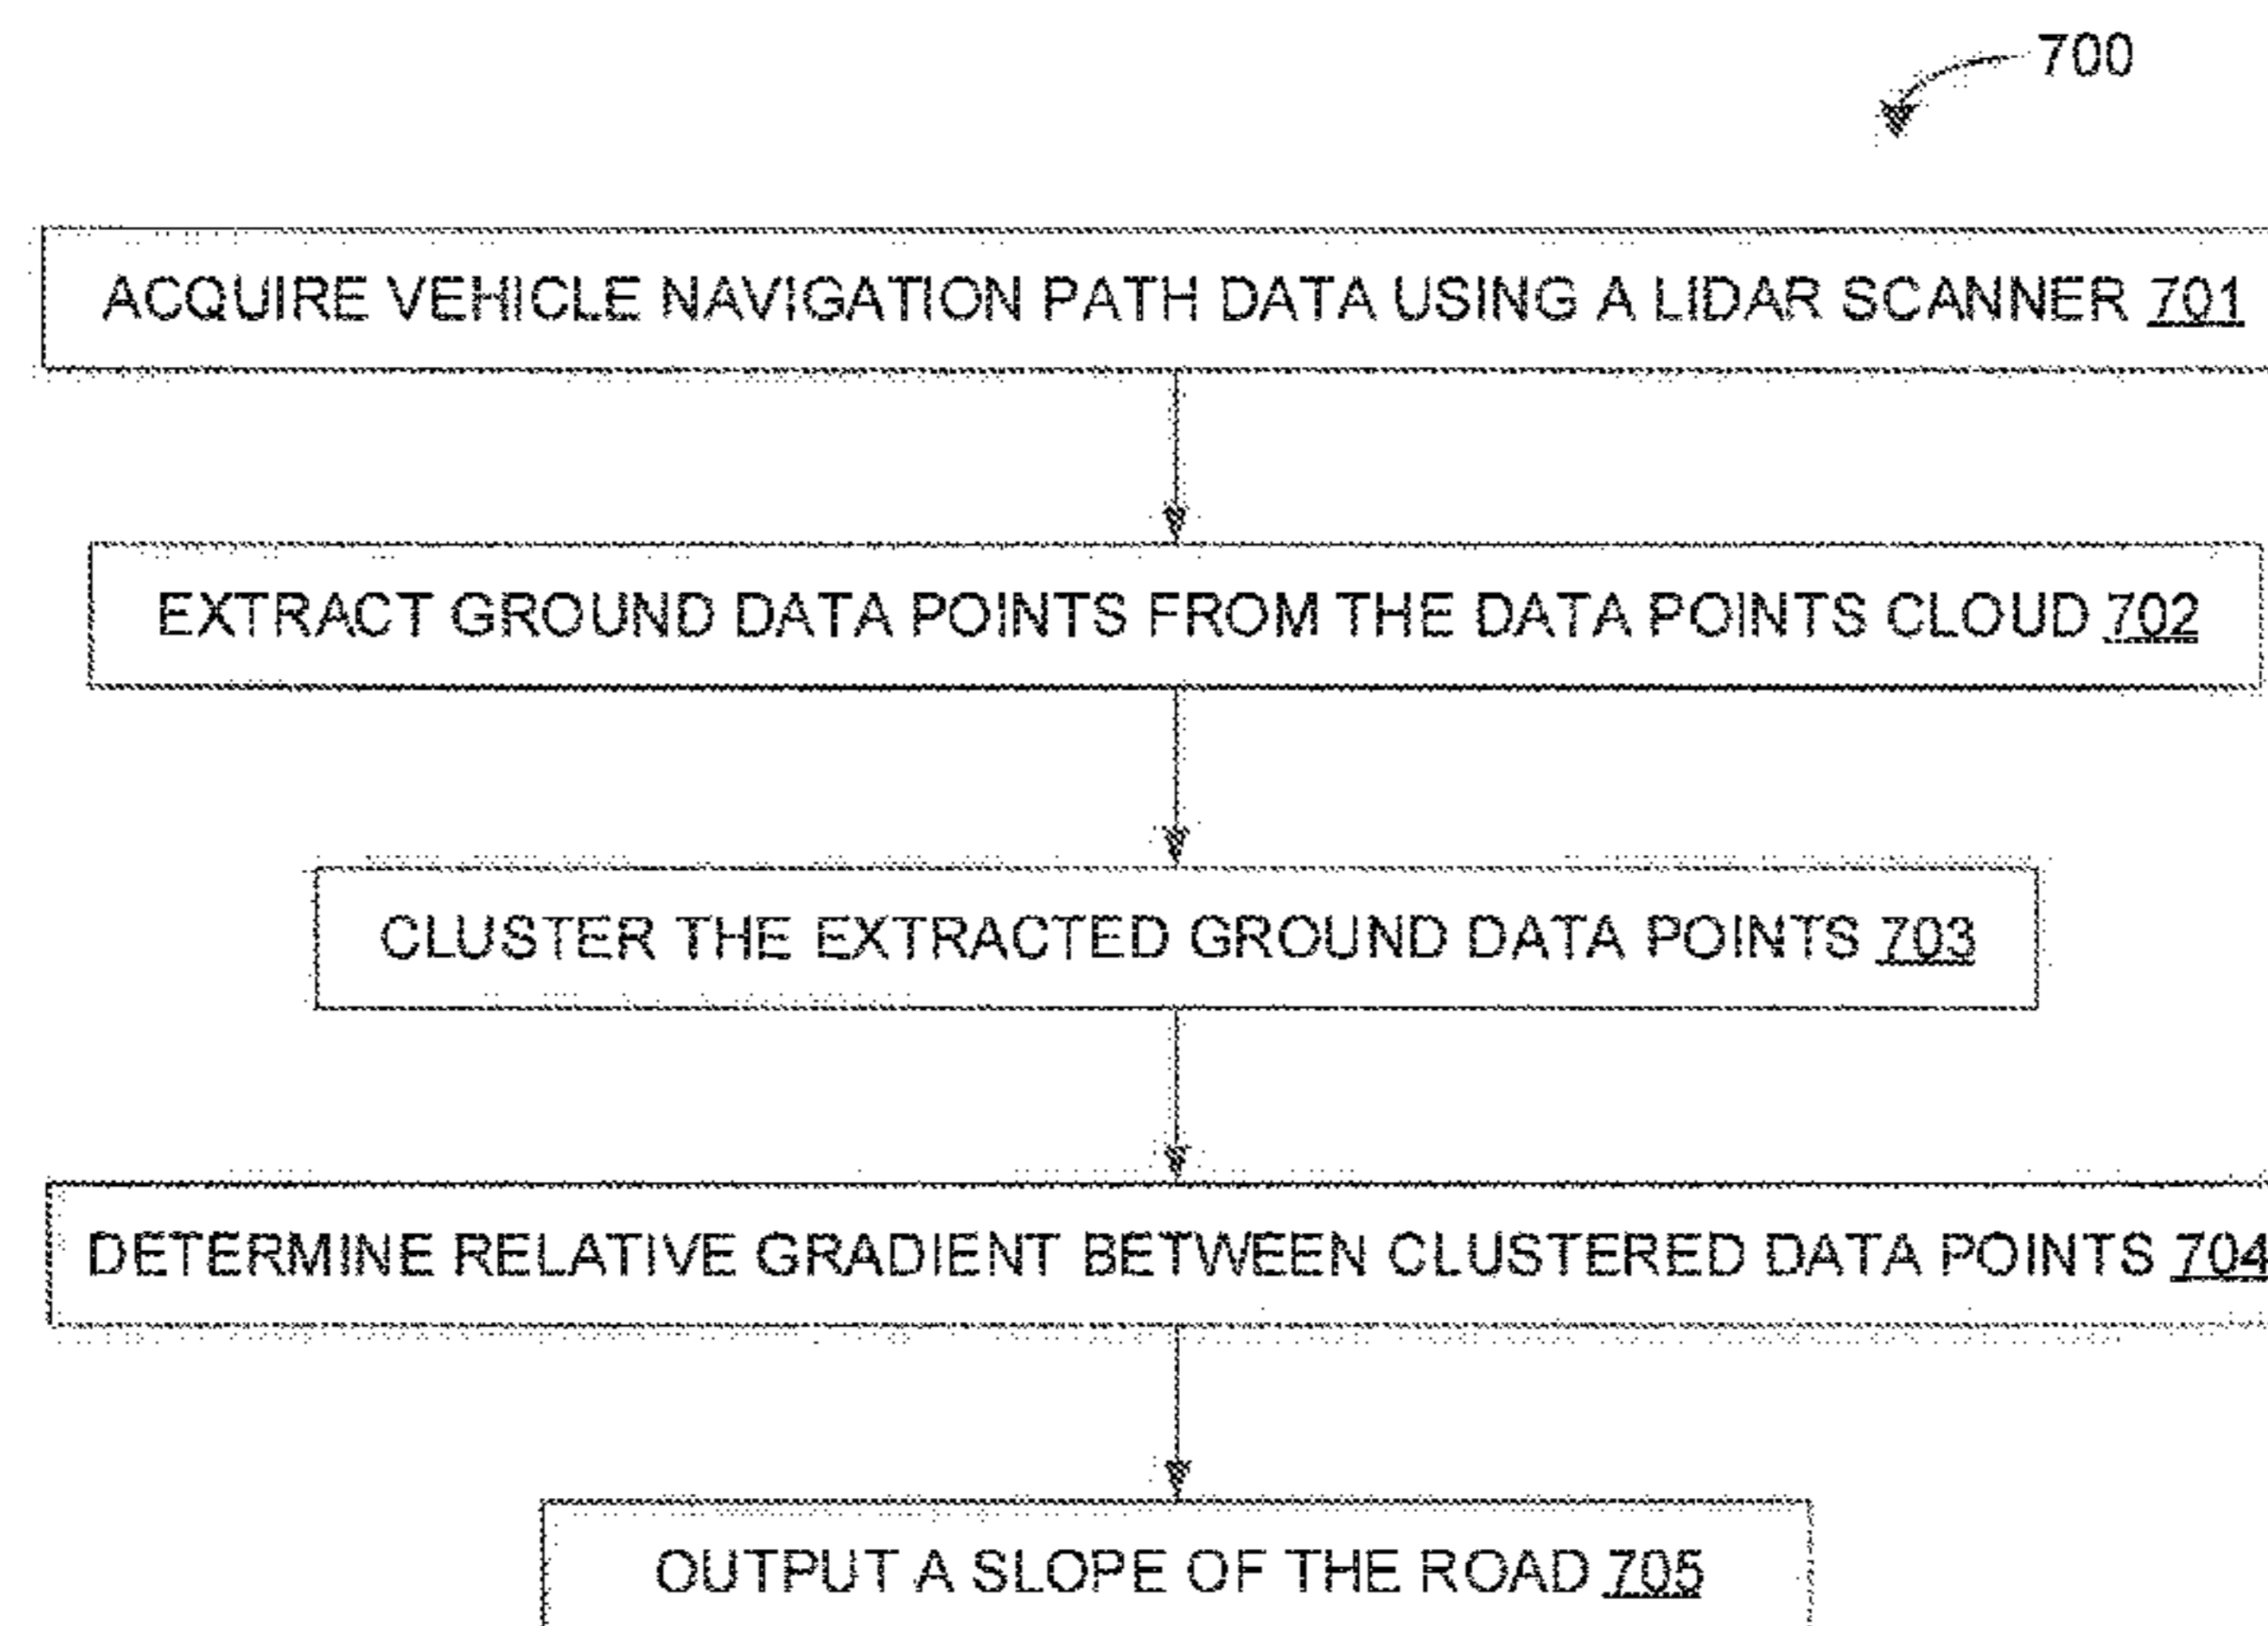 700
ACQUIRE VEHICLE NAVIGATION PATH DATA USING A LIDAR SCANNER 701
EXTRACT GROUND DATA POINTS FROM THE DATA POINTS CLOUD 702
CLUSTER THE EXTRACTED GROUND DATA POINTS 703
DETERMINE RELATIVE GRADIENT BETWEEN CLUSTERED DATA POINTS 704
OUTPUT A SLOPE OF THE ROAD 705